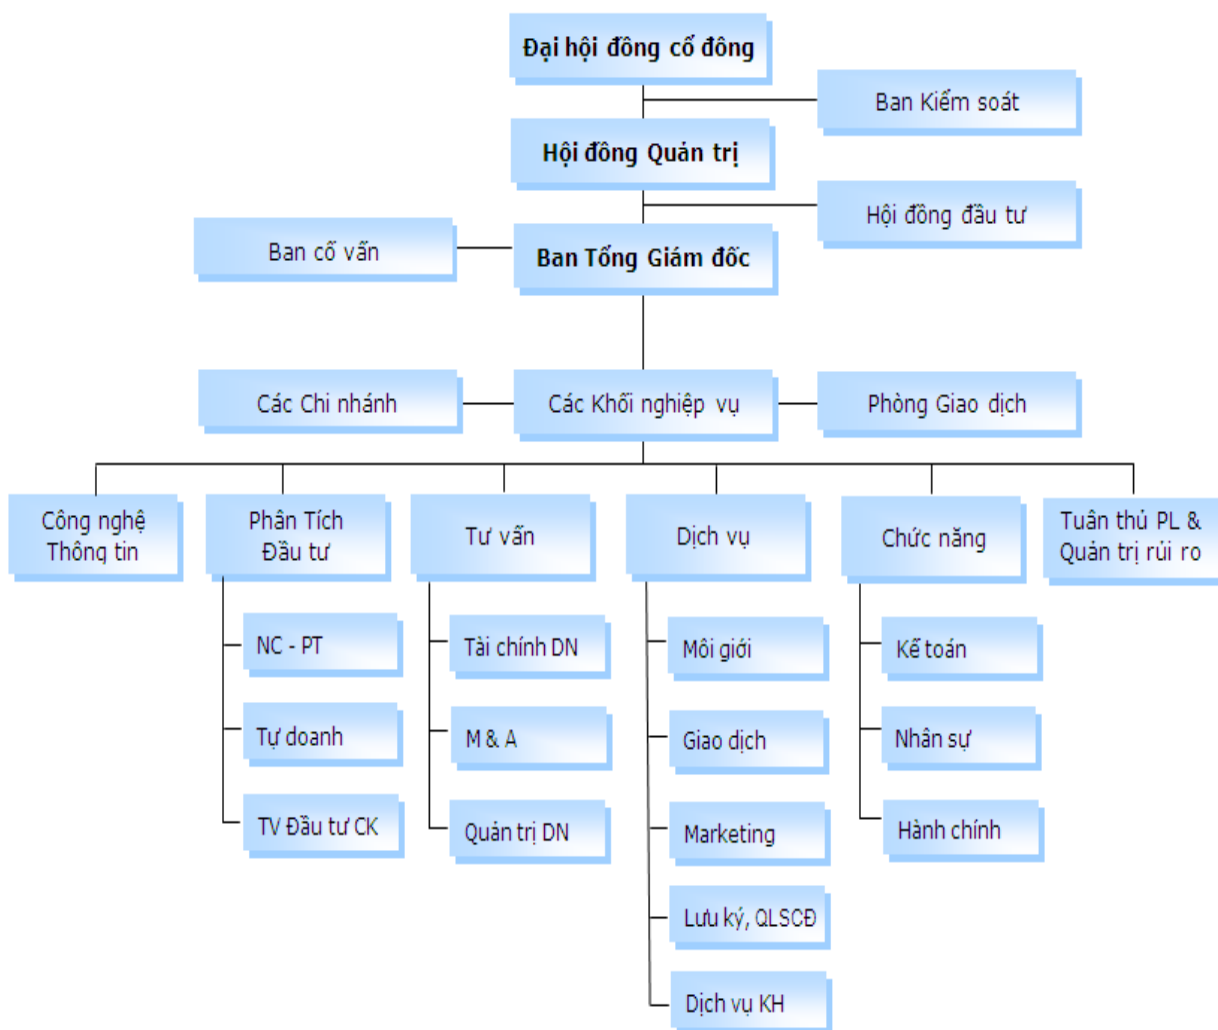 Đại hội đồng cổ đông
Ban Kiểm soát
Hội đồng Quản trị
Hội đồng đầu tư
Ban cố vấn
Ban Tổng Giám đốc
Các Chi nhánh
Các Khối nghiệp vụ
Phòng Giao dịch
Công nghệ
Thông tin
Phân Tích
Đầu tư
Tư vấn
Dịch vụ
Chức năng
Tuân thủ PL &
Quản trị rủi ro
NC - PT
Tài chính DN
Môi giới
Kế toán
Tự doanh
M & A
Giao dịch
Nhân sự
TV Đầu tư CK
Quản trị DN
Marketing
Hành chính
Lưu ký, QLSCĐ
Dịch vụ KH